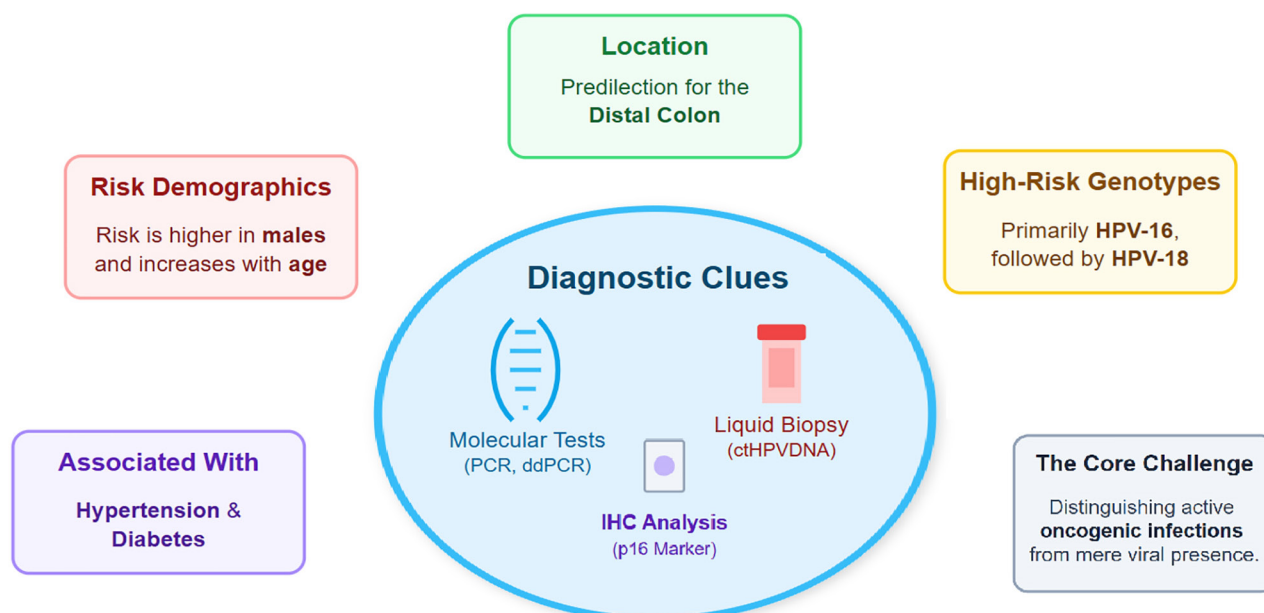 Location
Predilection for the
Distal Colon
Risk Demographics
Risk is higher in males
and increases with age
High-Risk Genotypes
Primarily HPV-16,
followed by HPV-18
Diagnostic Clues
Molecular Tests
(PCR, ddPCR)
Liquid Biopsy
(ctHPVDNA)
IHC Analysis
(p16 Marker)
Associated With
Hypertension &
Diabetes
The Core Challenge
Distinguishing active
oncogenic infections
from mere viral presence.